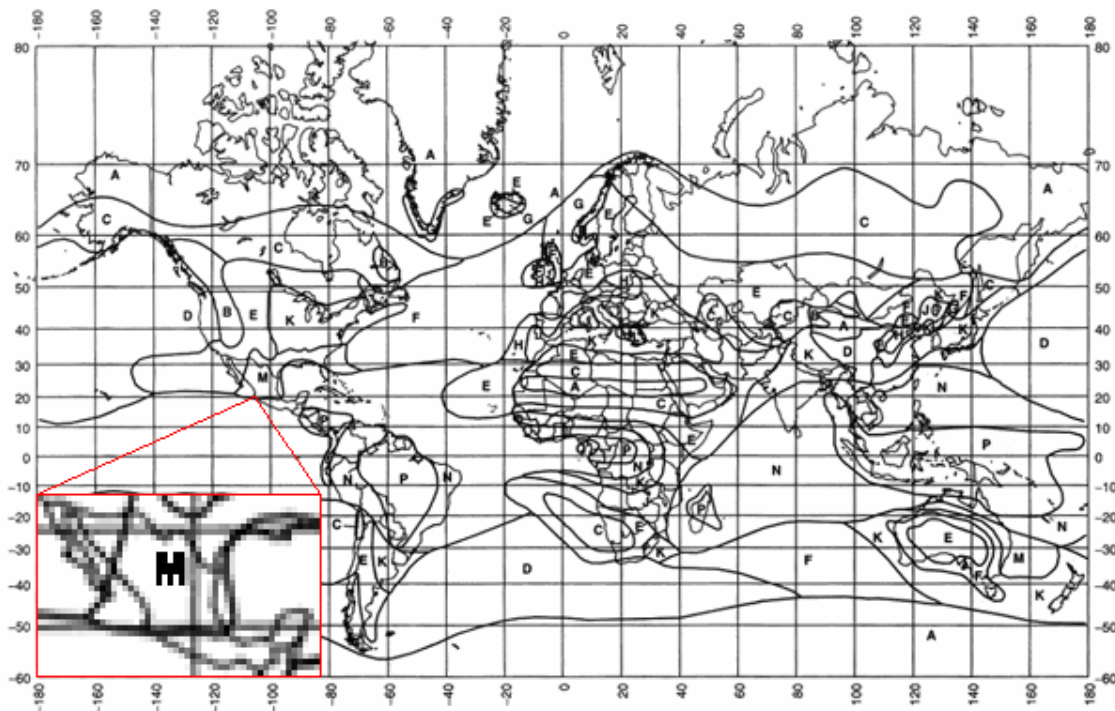 -180 -160 -140 -120 -100 -80 -60 -40 -20 0 20 40 60 80 100 120 140 160 180
80 80
70 A A E A G E C A 70
60 C C E G 60
50 D B E K F E K E C C F C 50
40 H K A J K D 40
30 M E C A E K D N 30
20 C 20
10 P E 10
0 N P N P N N P 0
-10 K -10
-20 C P N -20
-30 E K C E K K E M -30
-40 D F F K -40
-50 A -50
-60 -60
M
-180 -160 -140 -120 -100 -80 -60 -40 -20 0 20 40 60 80 100 120 140 160 180